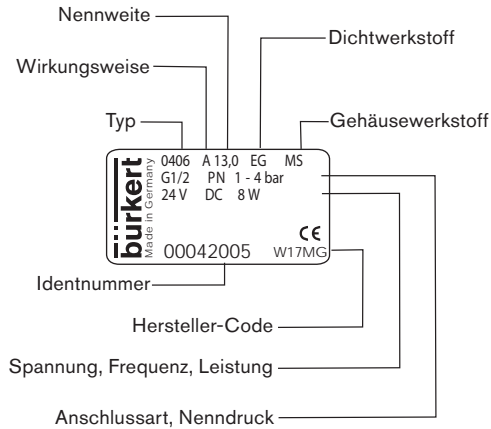 Nennweite
Dichtwerkstoff
Wirkungsweise
Typ
Gehäusewerkstoff
bürkert
Made in Germany
0406 A 13,0 EG MS
G1/2 PN 1 - 4 bar
24 V DC 8 W
CE
00042005 W17MG
Identnummer
Hersteller-Code
Spannung, Frequenz, Leistung
Anschlussart, Nenndruck